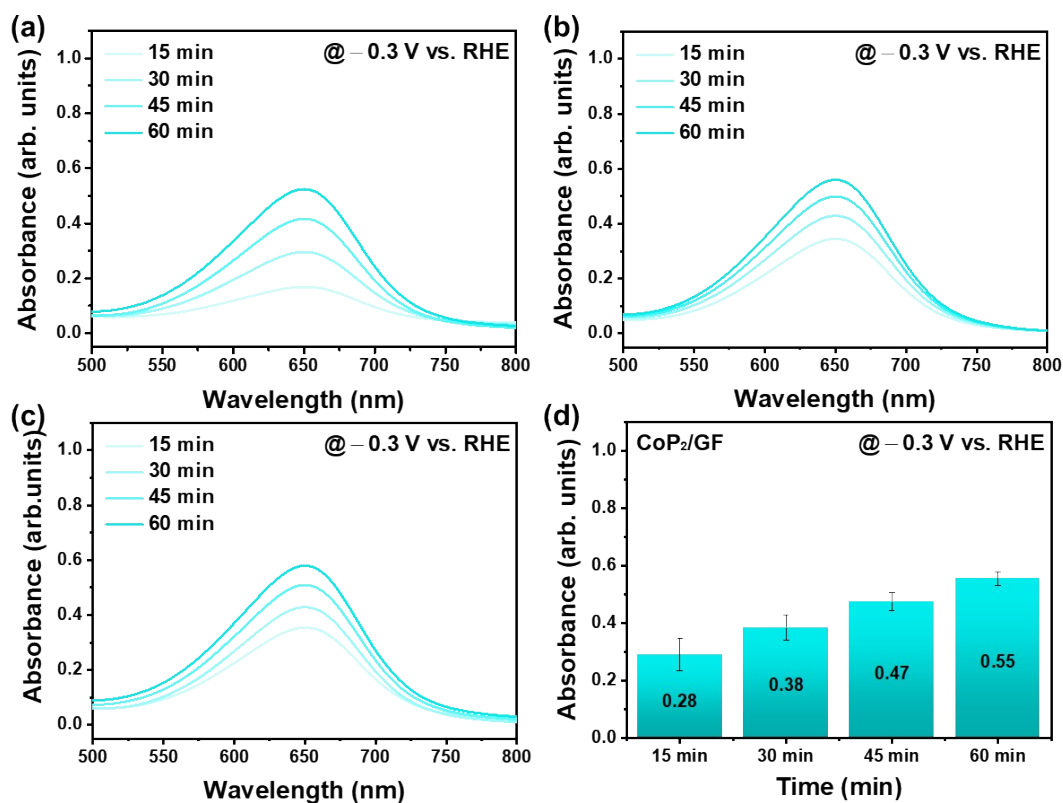 (a)
@ – 0.3 V vs. RHE
15 min
30 min
45 min
60 min
1.0
0.8
0.6
0.4
0.2
0.0
Absorbance (arb. units)
500 550 600 650 700 750 800
Wavelength (nm)
(b)
@ – 0.3 V vs. RHE
15 min
30 min
45 min
60 min
1.0
0.8
0.6
0.4
0.2
0.0
Absorbance (arb. units)
500 550 600 650 700 750 800
Wavelength (nm)
(c)
@ – 0.3 V vs. RHE
15 min
30 min
45 min
60 min
1.0
0.8
0.6
0.4
0.2
0.0
Absorbance (arb.units)
500 550 600 650 700 750 800
Wavelength (nm)
(d)
CoP₂/GF @ – 0.3 V vs. RHE
1.0
0.8
0.6
0.4
0.2
0.0
Absorbance (arb. units)
0.28 0.38 0.47 0.55
15 min 30 min 45 min 60 min
Time (min)